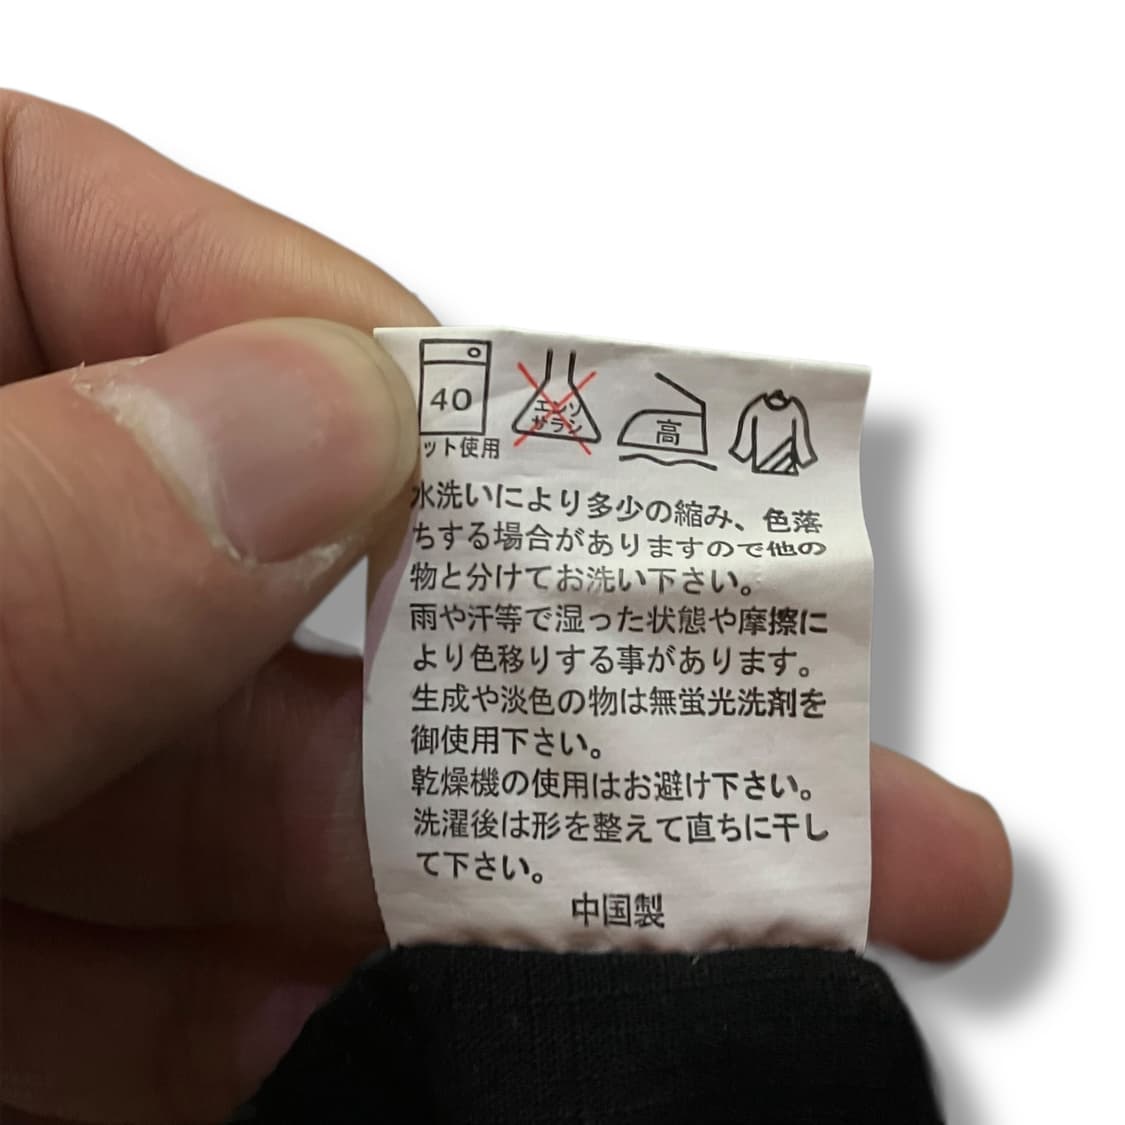 40
ット使用
エンソ
サラシ
高
水洗いにより多少の縮み、色落
ちする場合がありますので他の
物と分けてお洗い下さい。
雨や汗等で湿った状態や摩擦に
より色移りする事があります。
生成や淡色の物は無蛍光洗剤を
御使用下さい。
乾燥機の使用はお避け下さい。
洗濯後は形を整えて直ちに干し
て下さい。
中国製